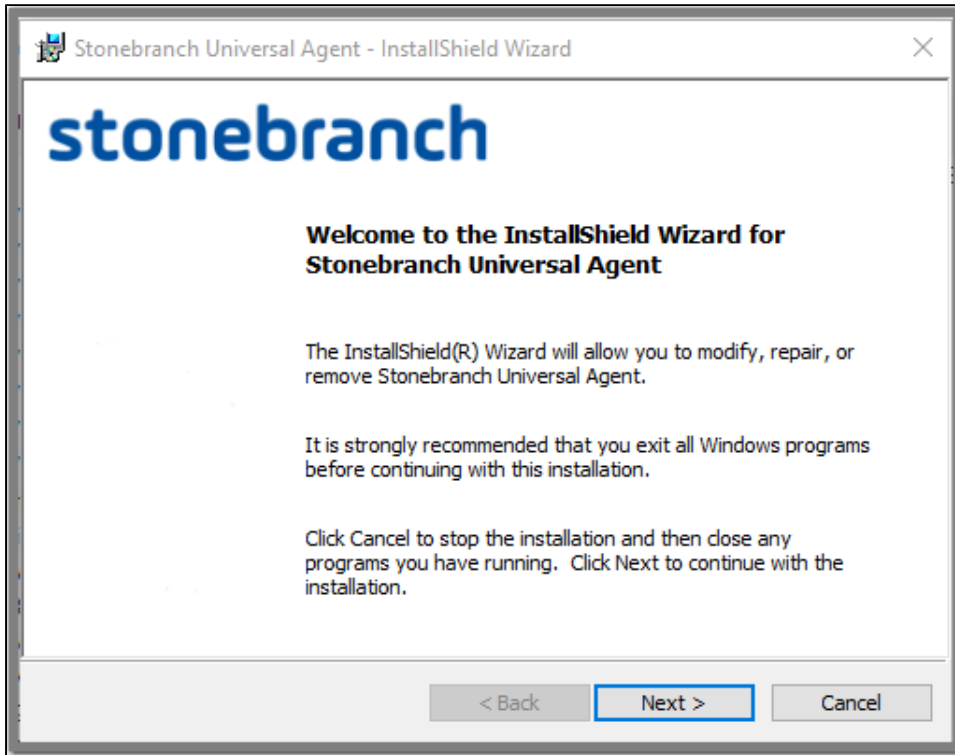 Stonebranch Universal Agent - InstallShield Wizard
stonebranch
Welcome to the InstallShield Wizard for
Stonebranch Universal Agent
The InstallShield(R) Wizard will allow you to modify, repair, or
remove Stonebranch Universal Agent.
It is strongly recommended that you exit all Windows programs
before continuing with this installation.
Click Cancel to stop the installation and then close any
programs you have running.  Click Next to continue with the
installation.
< Back
Next >
Cancel